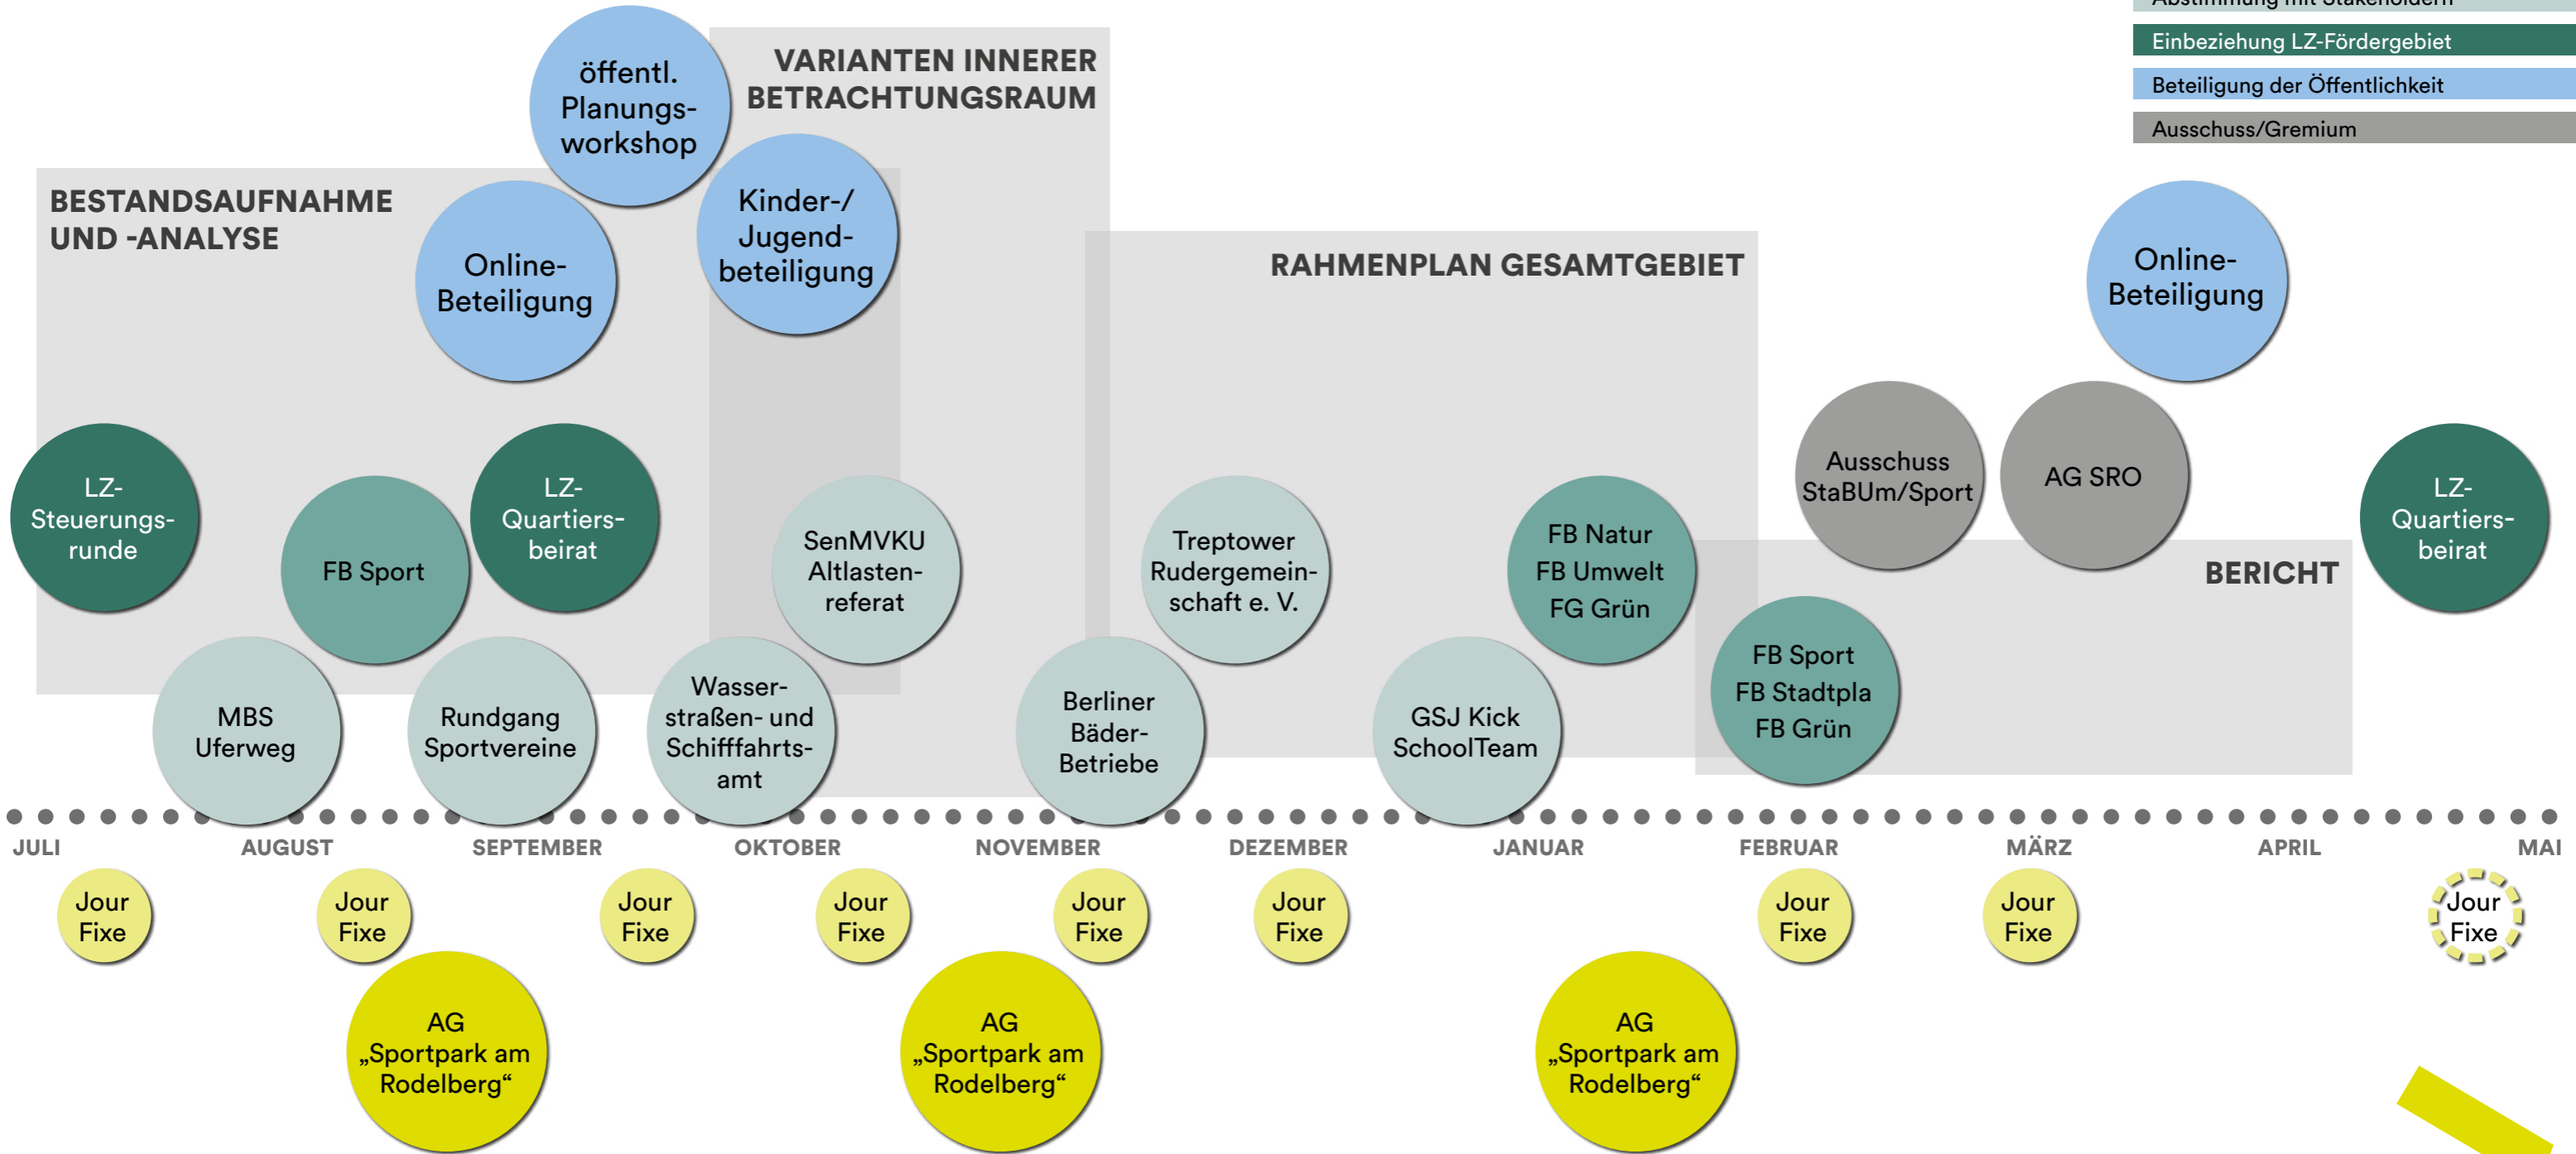 Abstimmung mit Stakeholdern
Einbeziehung LZ-Fördergebiet
Beteiligung der Öffentlichkeit
Ausschuss/Gremium
VARIANTEN INNERER
BETRACHTUNGSRAUM
BESTANDSAUFNAHME
UND -ANALYSE
RAHMENPLAN GESAMTGEBIET
BERICHT
öffentl.
Planungs-
workshop
Online-
Beteiligung
Kinder-/
Jugend-
beteiligung
Online-
Beteiligung
LZ-
Steuerungs-
runde
FB Sport
LZ-
Quartiers-
beirat
SenMVKU
Altlasten-
referat
Treptower
Rudergemein-
schaft e. V.
FB Natur
FB Umwelt
FG Grün
Ausschuss
StaBUm/Sport
AG SRO
LZ-
Quartiers-
beirat
MBS
Uferweg
Rundgang
Sportvereine
Wasser-
straßen- und
Schifffahrts-
amt
Berliner
Bäder-
Betriebe
GSJ Kick
SchoolTeam
FB Sport
FB Stadtpla
FB Grün
JULI
AUGUST
SEPTEMBER
OKTOBER
NOVEMBER
DEZEMBER
JANUAR
FEBRUAR
MÄRZ
APRIL
MAI
Jour
Fixe
Jour
Fixe
Jour
Fixe
Jour
Fixe
Jour
Fixe
Jour
Fixe
Jour
Fixe
Jour
Fixe
Jour
Fixe
AG
„Sportpark am
Rodelberg“
AG
„Sportpark am
Rodelberg“
AG
„Sportpark am
Rodelberg“